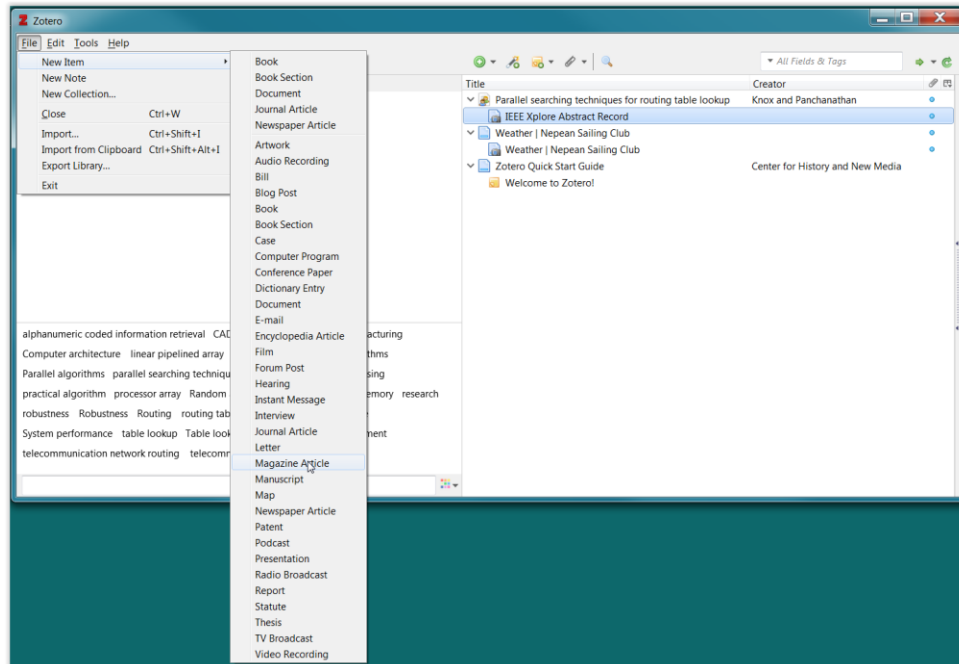 Zotero
File Edit Tools Help
New Item
New Note
New Collection...
Close Ctrl+W
Import... Ctrl+Shift+I
Import from Clipboard Ctrl+Shift+Alt+I
Export Library...
Exit
Book
Book Section
Document
Journal Article
Newspaper Article
Artwork
Audio Recording
Bill
Blog Post
Book
Book Section
Case
Computer Program
Conference Paper
Dictionary Entry
Document
E-mail
Encyclopedia Article
Film
Forum Post
Hearing
Instant Message
Interview
Journal Article
Letter
Magazine Article
Manuscript
Map
Newspaper Article
Patent
Podcast
Presentation
Radio Broadcast
Report
Statute
Thesis
TV Broadcast
Video Recording
All Fields & Tags
Title Creator
Parallel searching techniques for routing table lookup Knox and Panchanathan
IEEE Xplore Abstract Record
Weather | Nepean Sailing Club
Weather | Nepean Sailing Club
Zotero Quick Start Guide Center for History and New Media
Welcome to Zotero!
alphanumeric coded information retrieval
Computer architecture linear pipelined array
Parallel algorithms parallel searching
practical algorithm processor array Random research
robustness Robustness Routing routing
System performance table lookup Table
telecommunication network routing